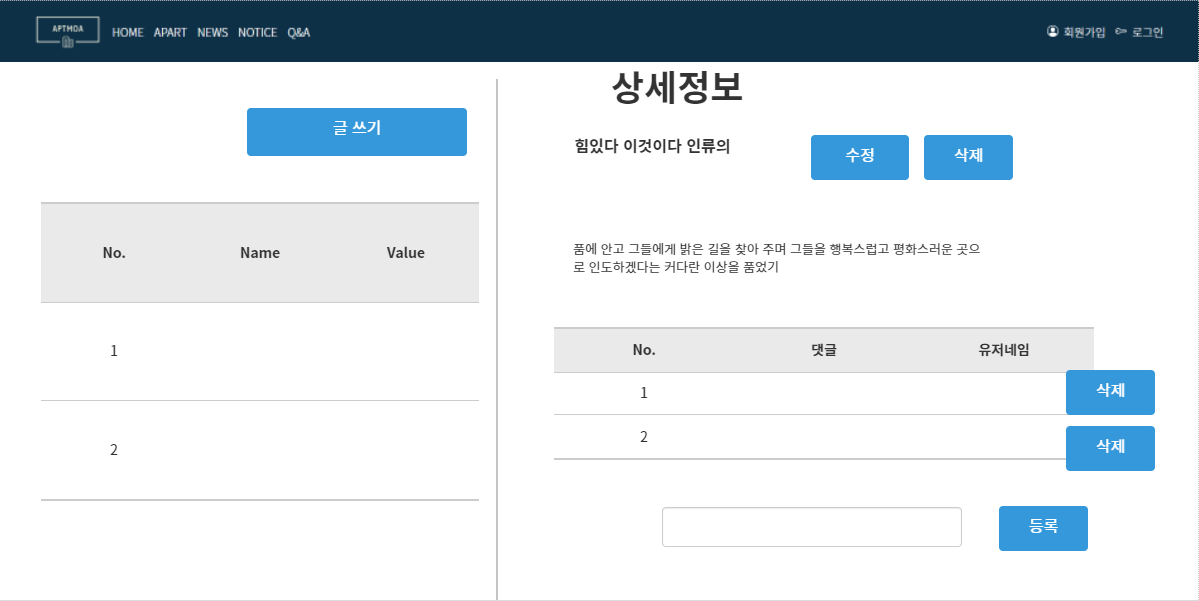 APTMOA
HOME APART NEWS NOTICE Q&A
회원가입 로그인
글 쓰기
No. Name Value
1
2
상세정보
힘있다 이것이다 인류의
수정 삭제
품에 안고 그들에게 밝은 길을 찾아 주며 그들을 행복스럽고 평화스러운 곳으
로 인도하겠다는 커다란 이상을 품었기
No. 댓글 유저네임
1 삭제
2 삭제
등록